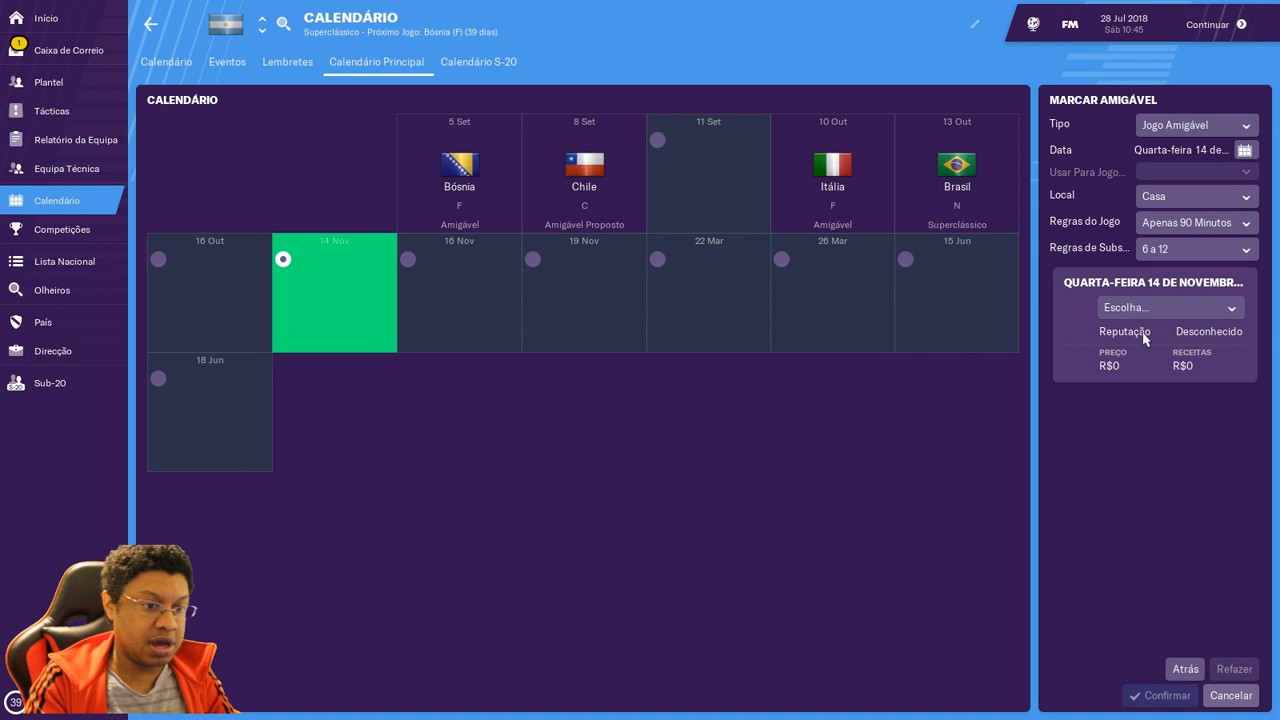 Início
1
Caixa de Correio
Plantel
Tácticas
Relatório da Equipa
Equipa Técnica
Calendário
Competições
Lista Nacional
Olheiros
País
Direcção
S-20
Sub-20
39
CALENDÁRIO
Superclássico - Próximo Jogo: Bósnia (F) (39 dias)
FM
28 Jul 2018
Sáb 10:45
Continuar
Calendário Eventos Lembretes Calendário Principal Calendário S-20
CALENDÁRIO
5 Set 8 Set 11 Set 10 Out 13 Out
Bósnia Chile Itália Brasil
F C F N
Amigável Amigável Proposto Amigável Superclássico
16 Out 14 Nov 16 Nov 19 Nov 22 Mar 26 Mar 15 Jun
18 Jun
MARCAR AMIGÁVEL
Tipo Jogo Amigável
Data Quarta-feira 14 de...
Usar Para Jogo...
Local Casa
Regras do Jogo Apenas 90 Minutos
Regras de Subs... 6 a 12
QUARTA-FEIRA 14 DE NOVEMBR...
Escolha...
Reputação Desconhecido
PREÇO RECEITAS
R$0 R$0
Atrás Refazer
Confirmar Cancelar